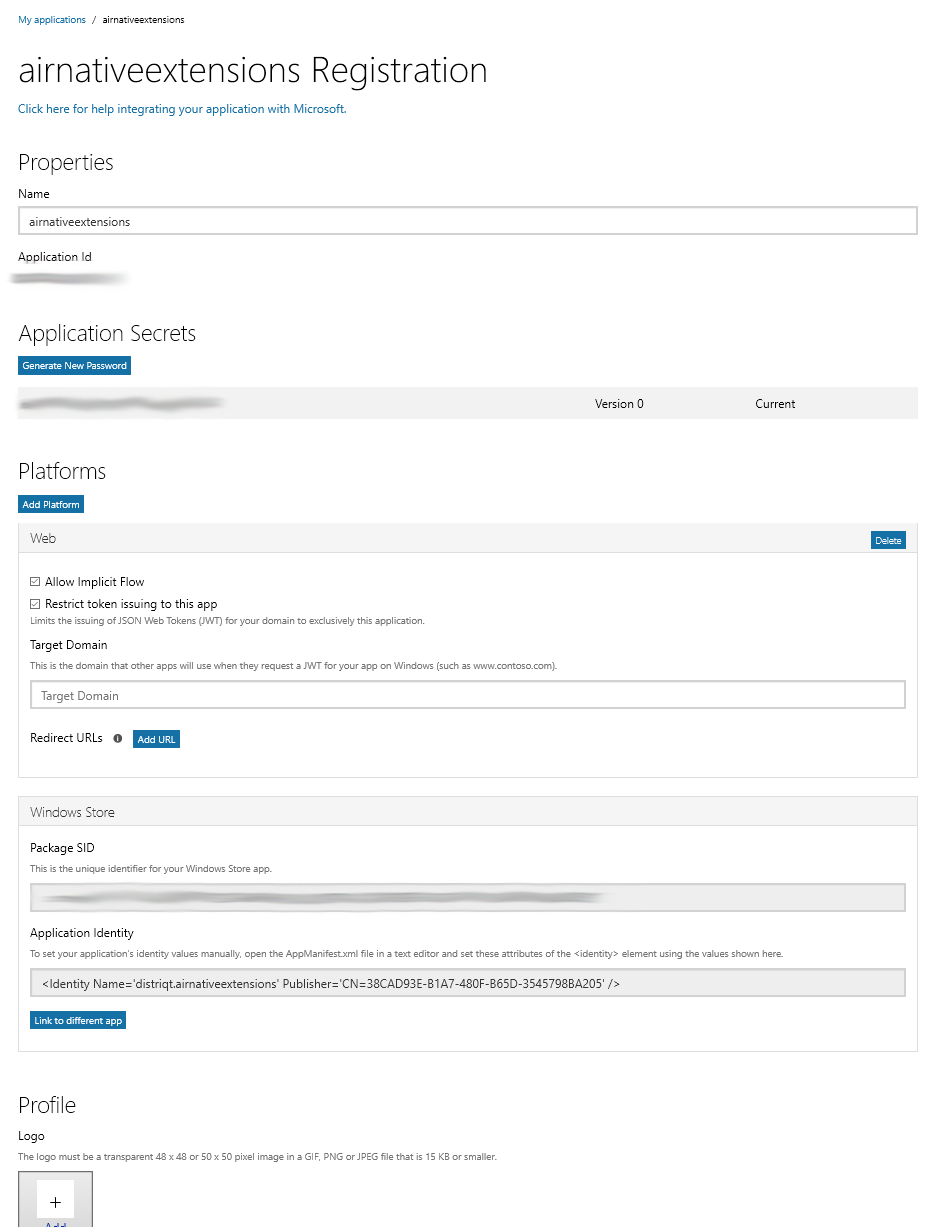 My applications / airnativeextensions
airnativeextensions Registration
Click here for help integrating your application with Microsoft.
Properties
Name
airnativeextensions
Application Id
Application Secrets
Generate New Password
Version 0 Current
Platforms
Add Platform
Web Delete
Allow Implicit Flow
Restrict token issuing to this app
Limits the issuing of JSON Web Tokens (JWT) for your domain to exclusively this application.
Target Domain
This is the domain that other apps will use when they request a JWT for your app on Windows (such as www.contoso.com).
Target Domain
Redirect URLs Add URL
Windows Store
Package SID
This is the unique identifier for your Windows Store app.
Application Identity
To set your application's identity values manually, open the AppManifest.xml file in a text editor and set these attributes of the <identity> element using the values shown here.
<Identity Name='distriqt.airnativeextensions' Publisher='CN=38CAD93E-B1A7-480F-B65D-3545798BA205' />
Link to different app
Profile
Logo
The logo must be a transparent 48 x 48 or 50 x 50 pixel image in a GIF, PNG or JPEG file that is 15 KB or smaller.
+
Add